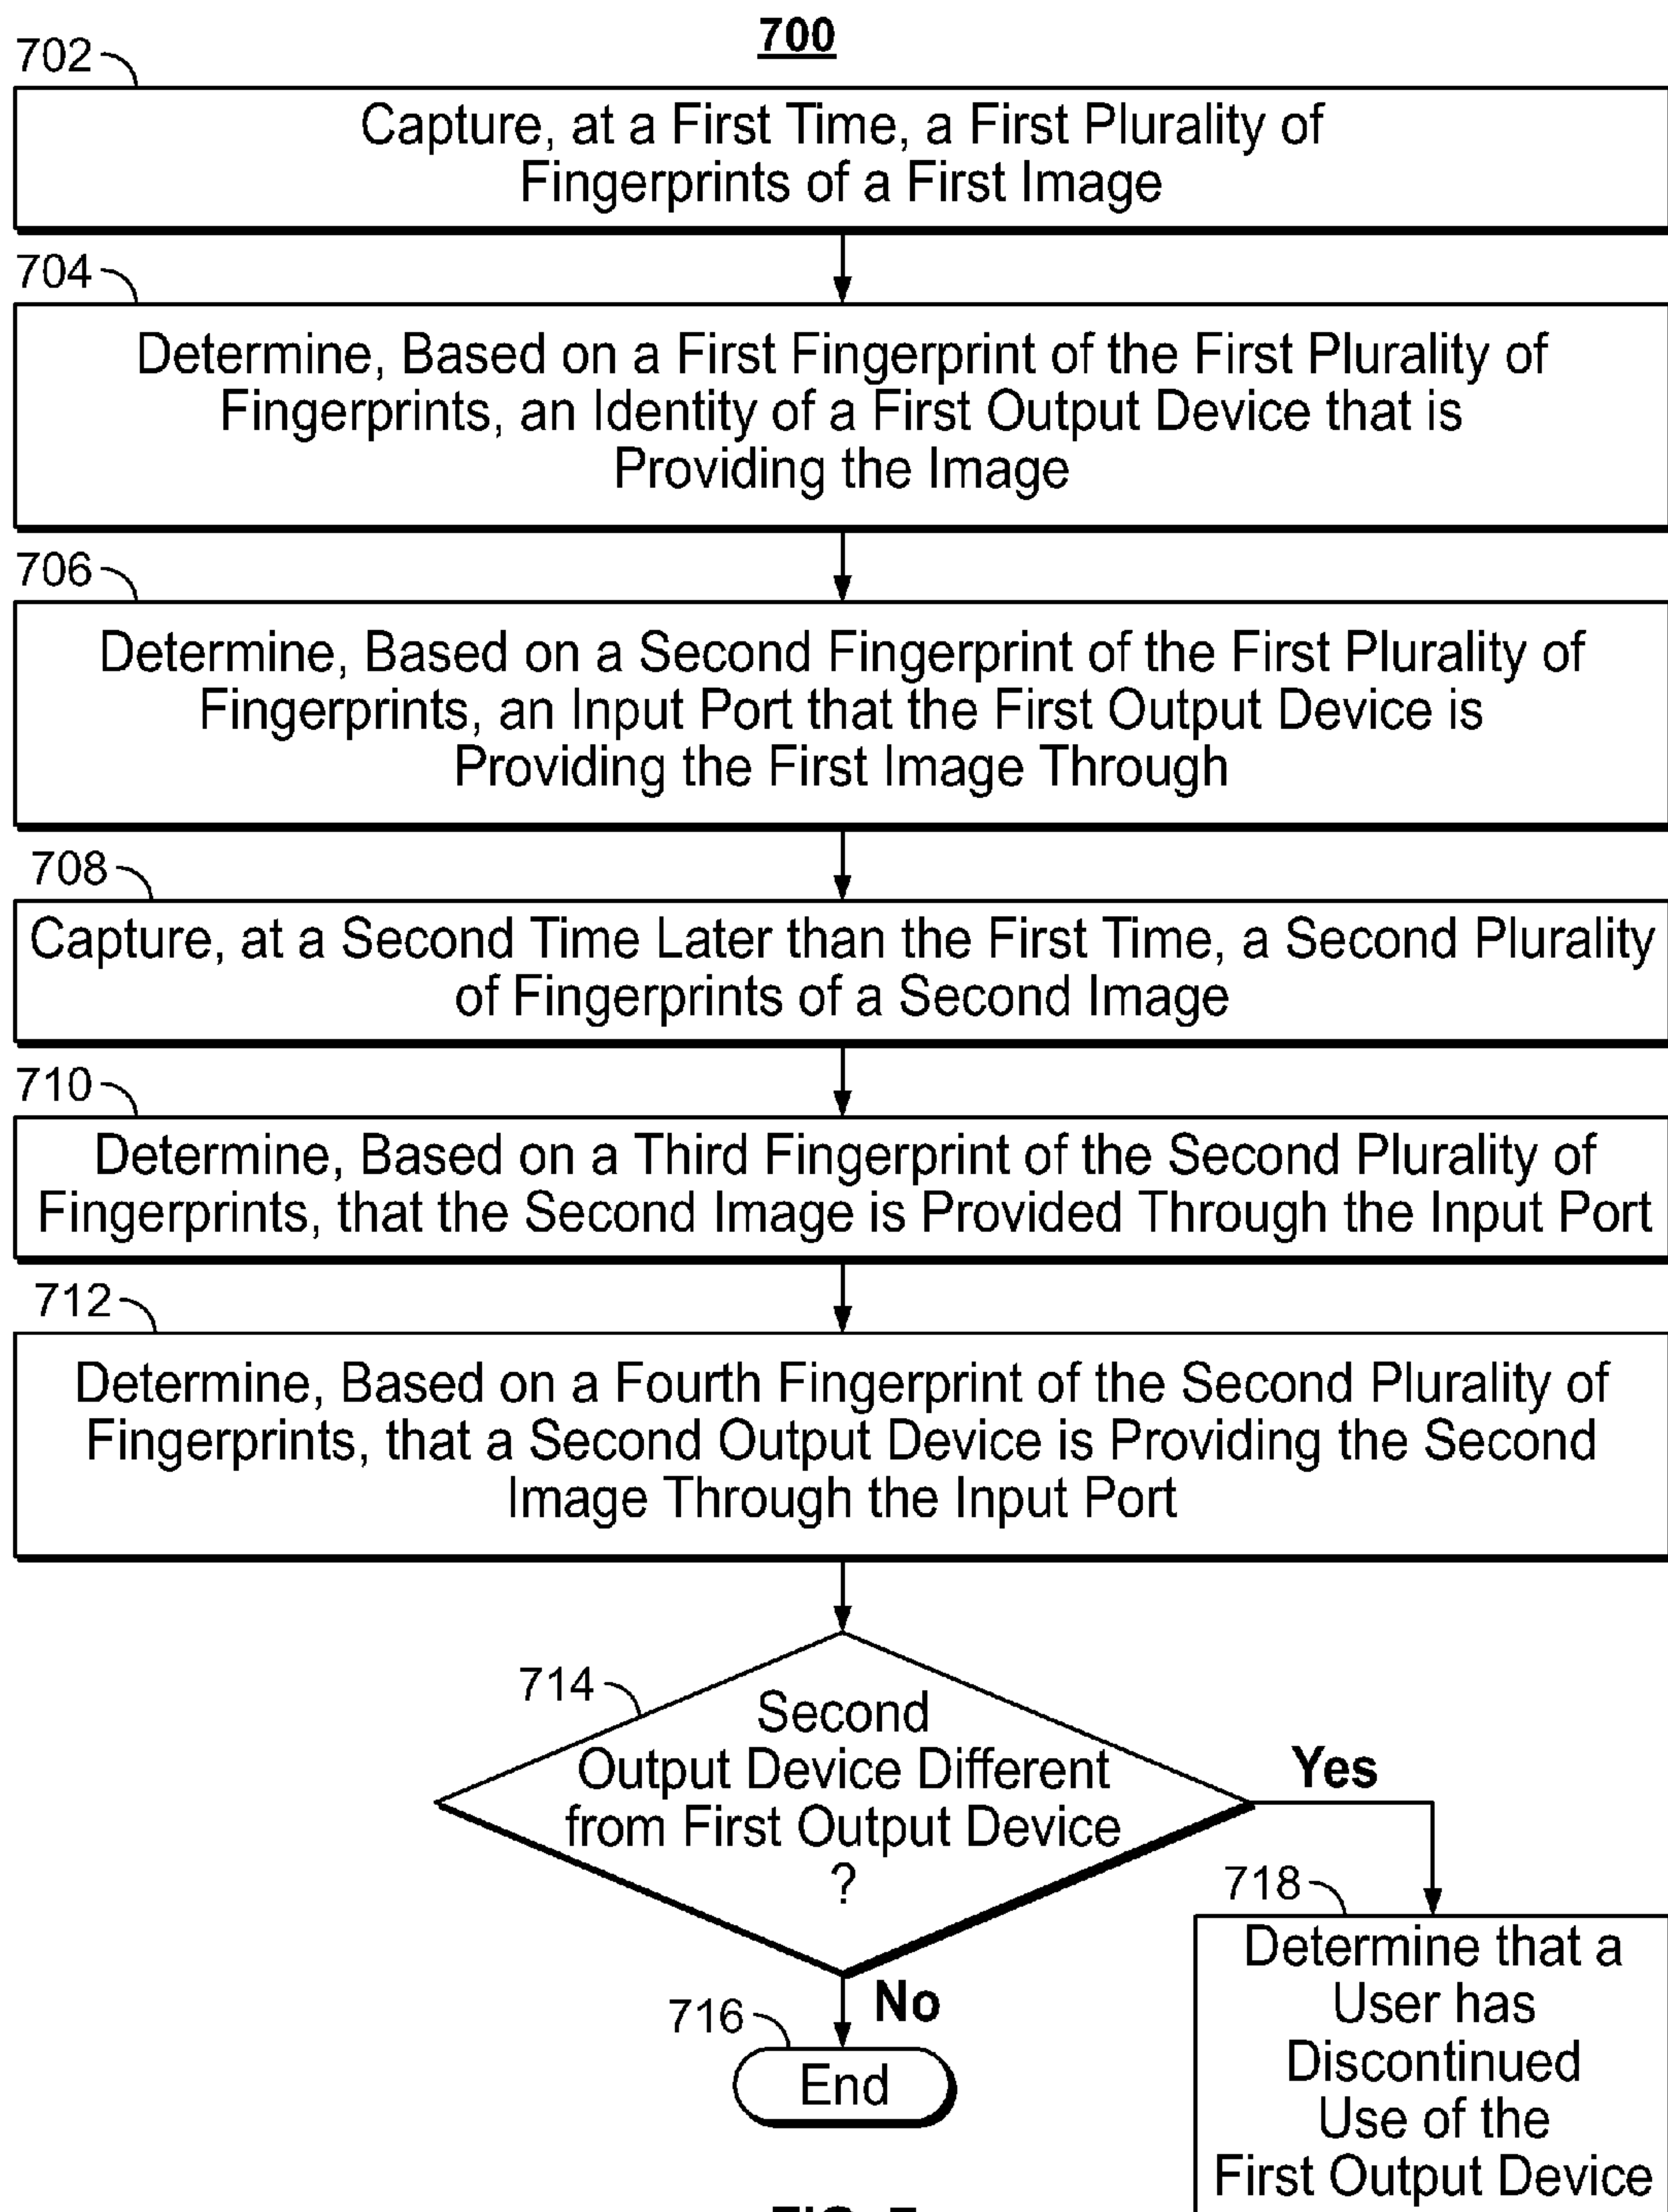 700
702
Capture, at a First Time, a First Plurality of
Fingerprints of a First Image
704
Determine, Based on a First Fingerprint of the First Plurality of
Fingerprints, an Identity of a First Output Device that is
Providing the Image
706
Determine, Based on a Second Fingerprint of the First Plurality of
Fingerprints, an Input Port that the First Output Device is
Providing the First Image Through
708
Capture, at a Second Time Later than the First Time, a Second Plurality
of Fingerprints of a Second Image
710
Determine, Based on a Third Fingerprint of the Second Plurality of
Fingerprints, that the Second Image is Provided Through the Input Port
712
Determine, Based on a Fourth Fingerprint of the Second Plurality of
Fingerprints, that a Second Output Device is Providing the Second
Image Through the Input Port
714
Second
Output Device Different
from First Output Device
?
Yes
No
716
End
718
Determine that a
User has
Discontinued
Use of the
First Output Device